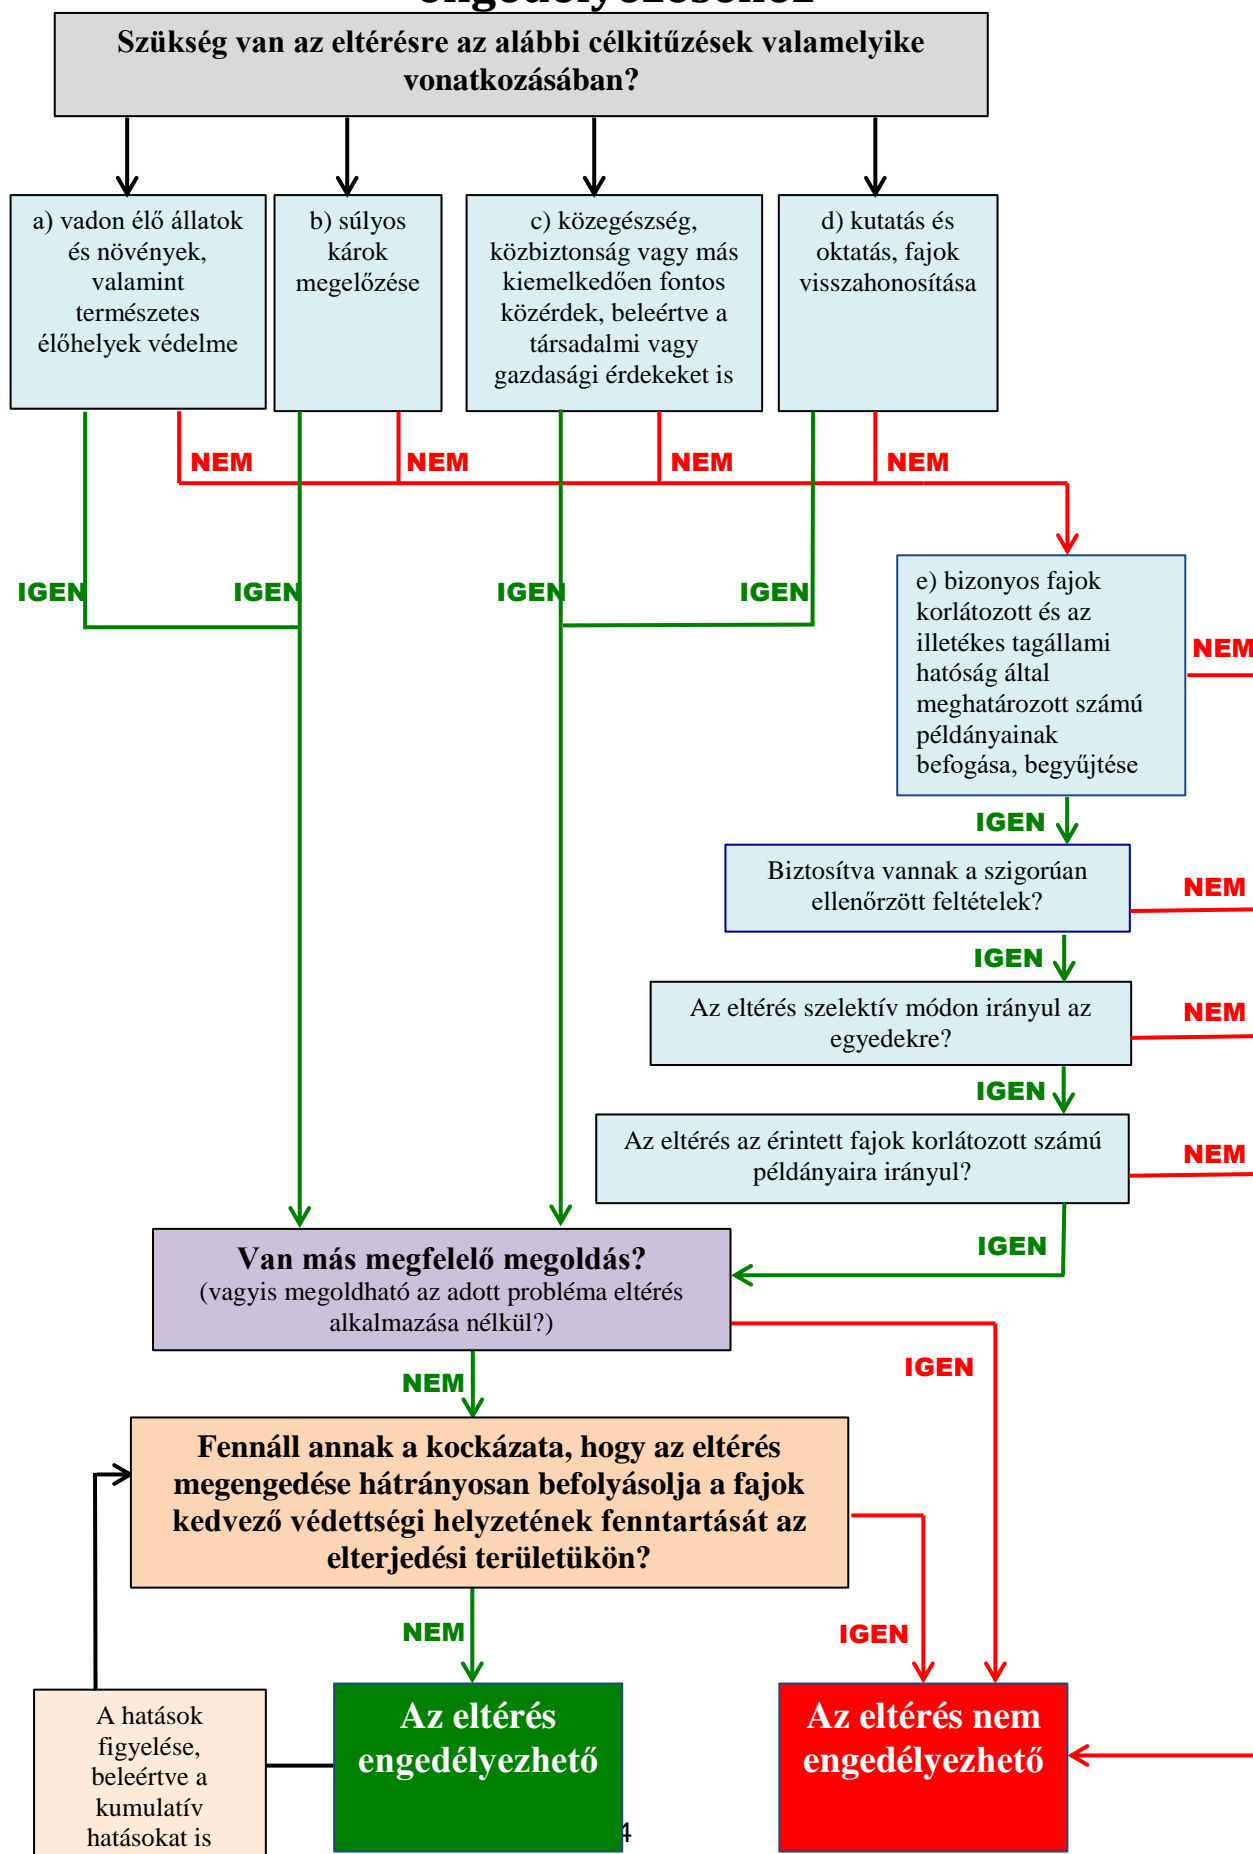 engedélyezéséhez
Szükség van az eltérésre az alábbi célkitűzések valamelyike
vonatkozásában?
a) vadon élő állatok
és növények,
valamint
természetes
élőhelyek védelme
b) súlyos
károk
megelőzése
c) közegészség,
közbiztonság vagy más
kiemelkedően fontos
közérdek, beleértve a
társadalmi vagy
gazdasági érdekeket is
d) kutatás és
oktatás, fajok
visszahonosítása
NEM
NEM
NEM
NEM
IGEN
IGEN
IGEN
IGEN
e) bizonyos fajok
korlátozott és az
illetékes tagállami
hatóság által
meghatározott számú
példányainak
befogása, begyűjtése
NEM
IGEN
Biztosítva vannak a szigorúan
ellenőrzött feltételek?
NEM
IGEN
Az eltérés szelektív módon irányul az
egyedekre?
NEM
IGEN
Az eltérés az érintett fajok korlátozott számú
példányaira irányul?
NEM
IGEN
Van más megfelelő megoldás?
(vagyis megoldható az adott probléma eltérés
alkalmazása nélkül?)
IGEN
NEM
Fennáll annak a kockázata, hogy az eltérés
megengedése hátrányosan befolyásolja a fajok
kedvező védettségi helyzetének fenntartását az
elterjedési területükön?
NEM
IGEN
A hatások
figyelése,
beleértve a
kumulatív
hatásokat is
Az eltérés
engedélyezhető
Az eltérés nem
engedélyezhető
4